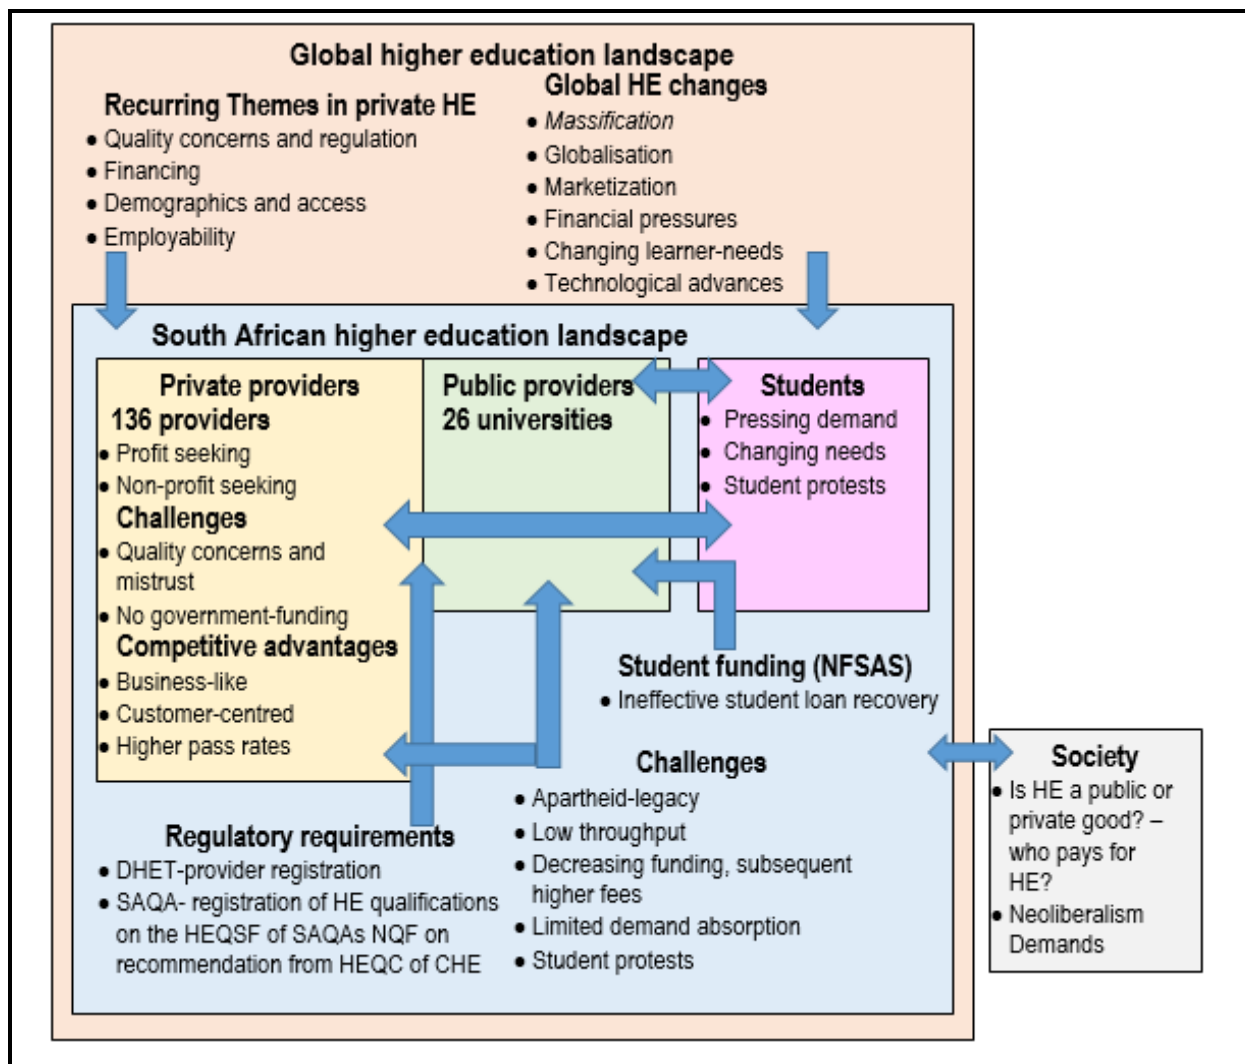 Global higher education landscape
Recurring Themes in private HE
● Quality concerns and regulation
● Financing
● Demographics and access
● Employability
Global HE changes
● Massification
● Globalisation
● Marketization
● Financial pressures
● Changing learner-needs
● Technological advances
South African higher education landscape
Private providers
136 providers
● Profit seeking
● Non-profit seeking
Challenges
● Quality concerns and
mistrust
● No government-funding
Competitive advantages
● Business-like
● Customer-centred
● Higher pass rates
Public providers
26 universities
Students
● Pressing demand
● Changing needs
● Student protests
Student funding (NFSAS)
● Ineffective student loan recovery
Regulatory requirements
● DHET-provider registration
● SAQA- registration of HE qualifications
on the HEQSF of SAQAs NQF on
recommendation from HEQC of CHE
Challenges
● Apartheid-legacy
● Low throughput
● Decreasing funding, subsequent
higher fees
● Limited demand absorption
● Student protests
Society
● Is HE a public or
private good? –
who pays for
HE?
● Neoliberalism
Demands